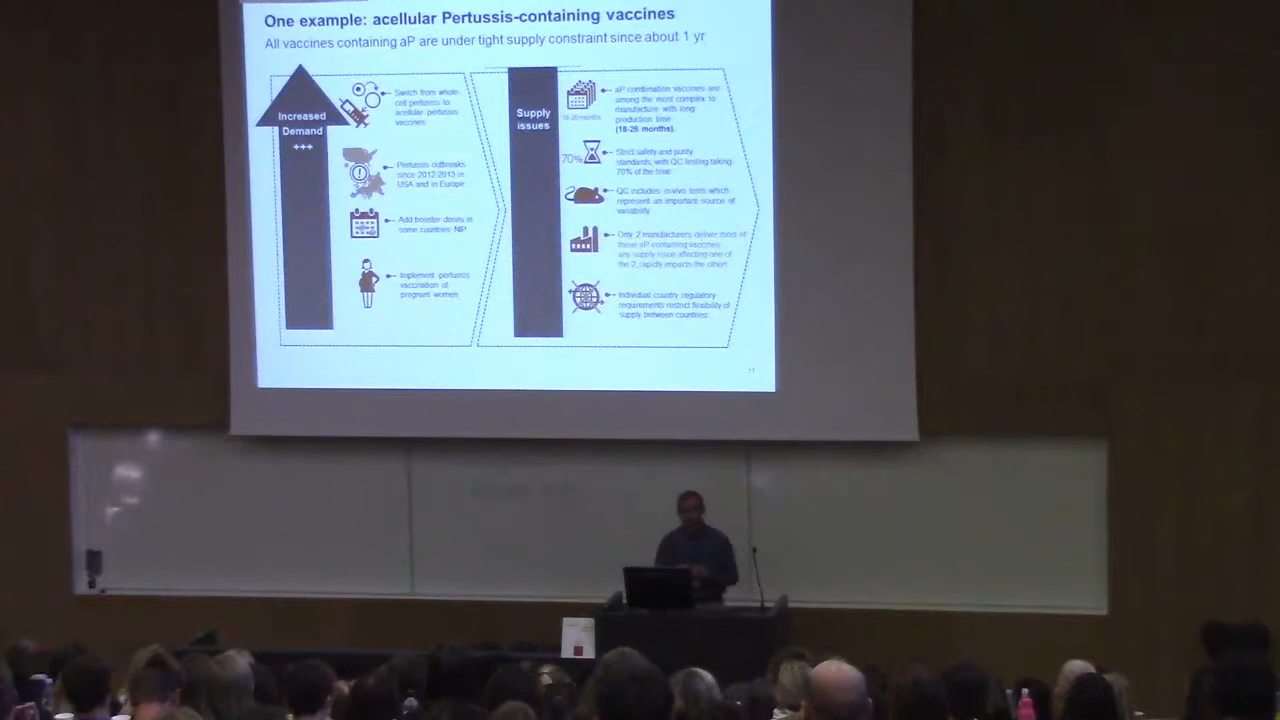 One example: acellular Pertussis-containing vaccines
All vaccines containing aP are under tight supply constraint since about 1 yr
Increased
Demand
+++
Switch from whole-
cell pertussis to
acellular pertussis
vaccines
Pertussis outbreaks
since 2012-2013 in
USA and in Europe
Add booster doses in
some countries' NIP
Implement pertussis
vaccination of
pregnant women
Supply
issues
18-26 months
aP combination vaccines are
among the most complex to
manufacture with long
production time
(18-26 months).
70%
Strict safety and purity
standards, with QC testing taking
70% of the time
QC includes in-vivo tests which
represent an important source of
variability
Only 2 manufacturers deliver most of
these aP-containing vaccines:
any supply issue affecting one of
the 2, rapidly impacts the other!
Individual country regulatory
requirements restrict flexibility of
supply between countries